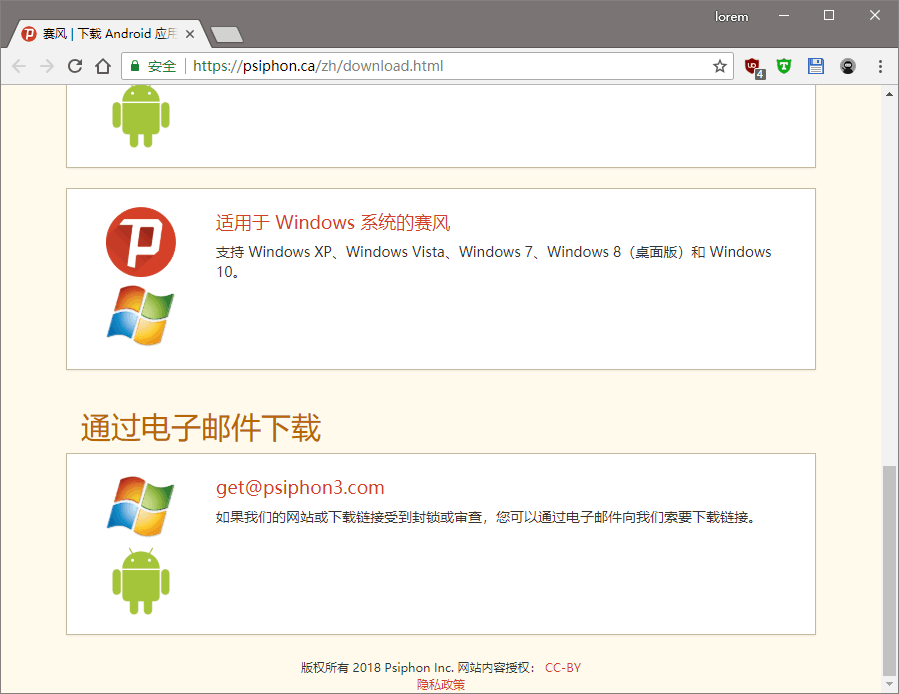 lorem
赛风 | 下载 Android 应用
安全 https://psiphon.ca/zh/download.html
4
适用于 Windows 系统的赛风
支持 Windows XP、Windows Vista、Windows 7、Windows 8（桌面版）和 Windows
10。
通过电子邮件下载
get@psiphon3.com
如果我们的网站或下载链接受到封锁或审查，您可以通过电子邮件向我们索要下载链接。
版权所有 2018 Psiphon Inc. 网站内容授权： CC-BY
隐私政策